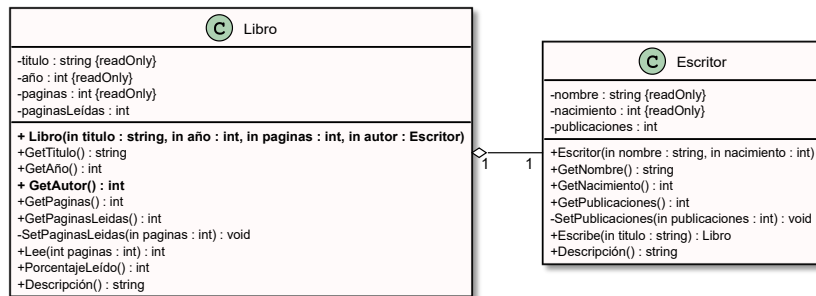 C Libro
-titulo : string {readOnly}
-año : int {readOnly}
-paginas : int {readOnly}
-paginasLeídas : int
+ Libro(in titulo : string, in año : int, in paginas : int, in autor : Escritor)
+GetTitulo() : string
+GetAño() : int
+ GetAutor() : int
+GetPaginas() : int
+GetPaginasLeidas() : int
-SetPaginasLeidas(in paginas : int) : void
+Lee(int paginas : int) : int
+PorcentajeLeído() : int
+Descripción() : string
1 1
C Escritor
-nombre : string {readOnly}
-nacimiento : int {readOnly}
-publicaciones : int
+Escritor(in nombre : string, in nacimiento : int)
+GetNombre() : string
+GetNacimiento() : int
+GetPublicaciones() : int
-SetPublicaciones(in publicaciones : int) : void
+Escribe(in titulo : string) : Libro
+Descripción() : string